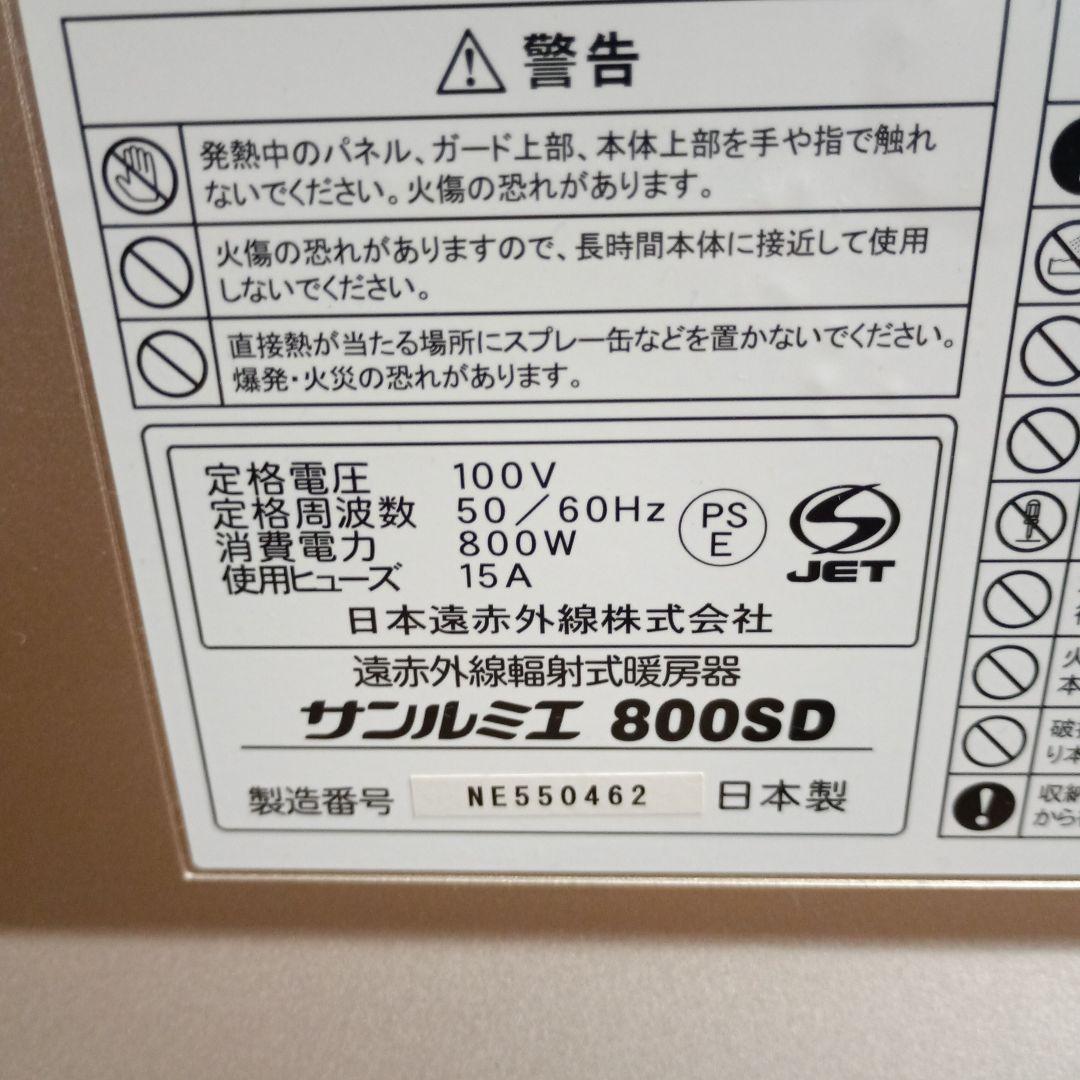 警告
発熱中のパネル、ガード上部、本体上部を手や指で触れ
ないでください。火傷の恐れがあります。
火傷の恐れがありますので、長時間本体に接近して使用
しないでください。
直接熱が当たる場所にスプレー缶などを置かないでください。
爆発・火災の恐れがあります。
定格電圧 100V
定格周波数 50／60Hz
消費電力 800W
使用ヒューズ 15A
PS
E
JET
日本遠赤外線株式会社
遠赤外線輻射式暖房器
サンルミエ 800SD
製造番号 NE550462 日本製
火
本
破
り本
収納
から